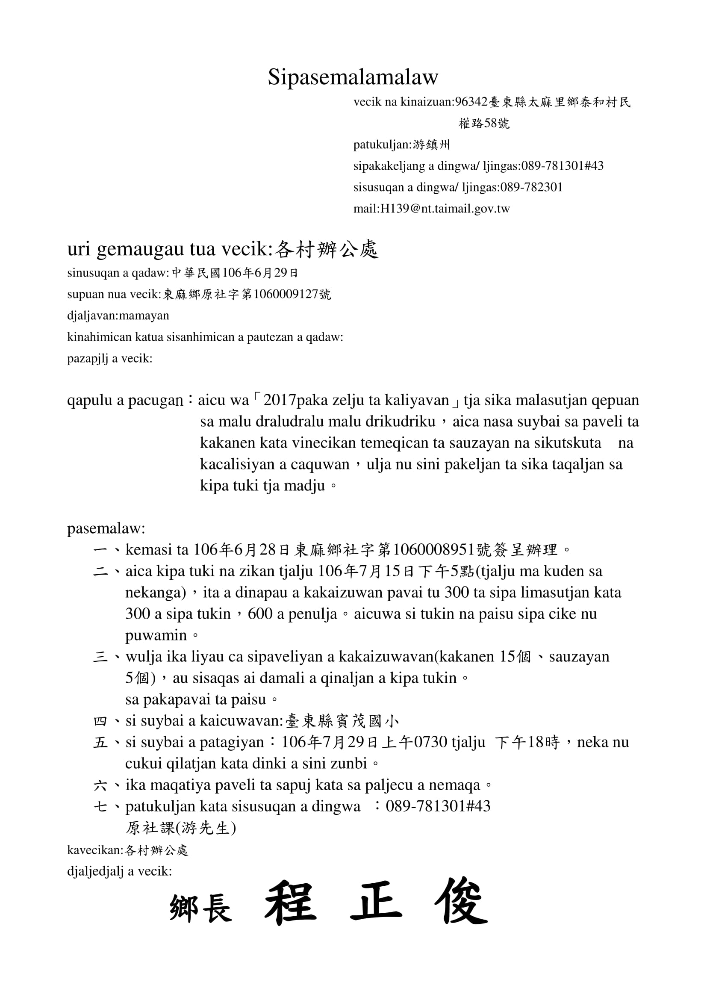 Sipasemalamalaw
vecik na kinaizuan:96342臺東縣太麻里鄉泰和村民
權路58號
patukuljan:游鎮州
sipakakeljang a dingwa/ ljingas:089-781301#43
sisusuqan a dingwa/ ljingas:089-782301
mail:H139@nt.taimail.gov.tw
uri gemaugau tua vecik:各村辦公處
sinusuqan a qadaw:中華民國106年6月29日
supuan nua vecik:東麻鄉原社字第1060009127號
djaljavan:mamayan
kinahimican katua sisanhimican a pautezan a qadaw:
pazapjlj a vecik:
qapulu a pacugan：aicu wa「2017paka zelju ta kaliyavan」tja sika malasutjan qepuan
sa malu draludralu malu drikudriku，aica nasa suybai sa paveli ta
kakanen kata vinecikan temeqican ta sauzayan na sikutskuta na
kacalisiyan a caquwan，ulja nu sini pakeljan ta sika taqaljan sa
kipa tuki tja madju。
pasemalaw:
一、kemasi ta 106年6月28日東麻鄉社字第1060008951號簽呈辦理。
二、aica kipa tuki na zikan tjalju 106年7月15日下午5點(tjalju ma kuden sa
nekanga)，ita a dinapau a kakaizuwan pavai tu 300 ta sipa limasutjan kata
300 a sipa tukin，600 a penulja。aicuwa si tukin na paisu sipa cike nu
puwamin。
三、wulja ika liyau ca sipaveliyan a kakaizuwavan(kakanen 15個、sauzayan
5個)，au sisaqas ai damali a qinaljan a kipa tukin。
sa pakapavai ta paisu。
四、si suybai a kaicuwavan:臺東縣賓茂國小
五、si suybai a patagiyan：106年7月29日上午0730 tjalju 下午18時，neka nu
cukui qilatjan kata dinki a sini zunbi。
六、ika maqatiya paveli ta sapuj kata sa paljecu a nemaqa。
七、patukuljan kata sisusuqan a dingwa ：089-781301#43
原社課(游先生)
kavecikan:各村辦公處
djaljedjalj a vecik:
鄉長 程 正 俊